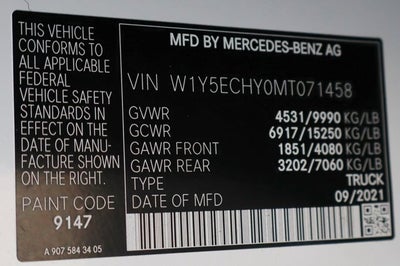 THIS VEHICLE
CONFORMS TO
ALL APPLICABLE
FEDERAL
VEHICLE SAFETY
STANDARDS
IN EFFECT ON THE
DATE OF MANU-
FACTURE SHOWN
ON THE RIGHT.
PAINT CODE
9147
A 907 584 34 05
MFD BY MERCEDES-BENZ AG
VIN W1Y5ECHY0MT071458
GVWR 4531/9990 KG/LB
GCWR 6917/15250 KG/LB
GAWR FRONT 1851/4080 KG/LB
GAWR REAR 3202/7060 KG/LB
TYPE TRUCK
DATE OF MFD 09/2021